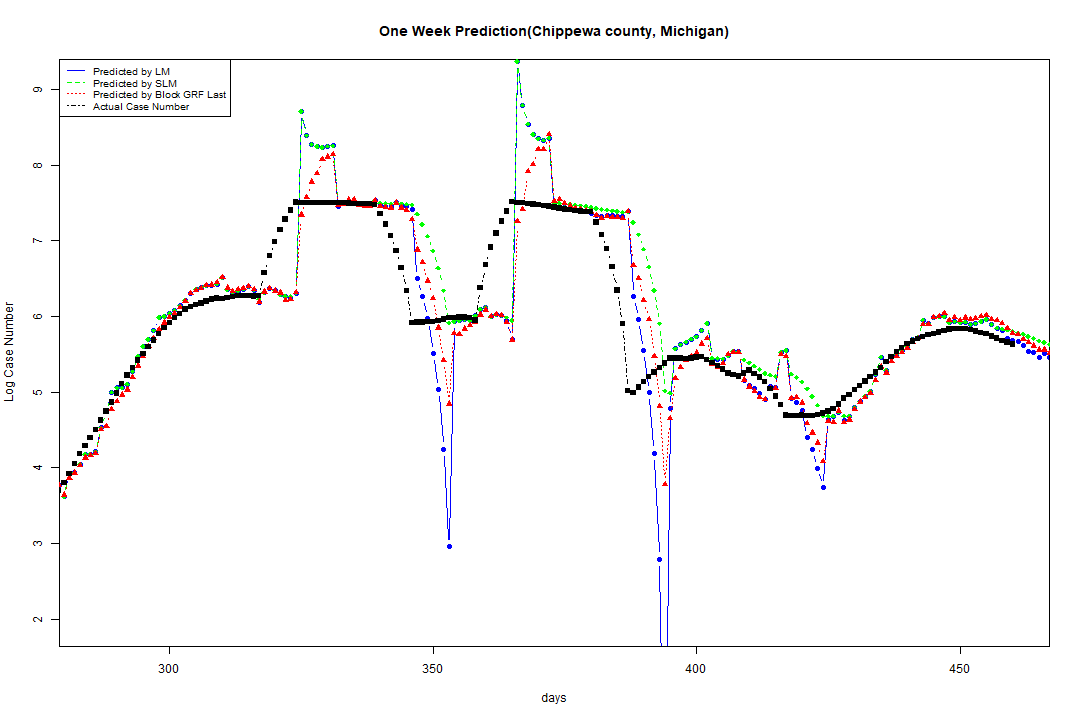 One Week Prediction(Chippewa county, Michigan)
Predicted by LM
Predicted by SLM
Predicted by Block GRF Last
Actual Case Number
9
8
7
6
5
4
3
2
Log Case Number
300
350
400
450
days